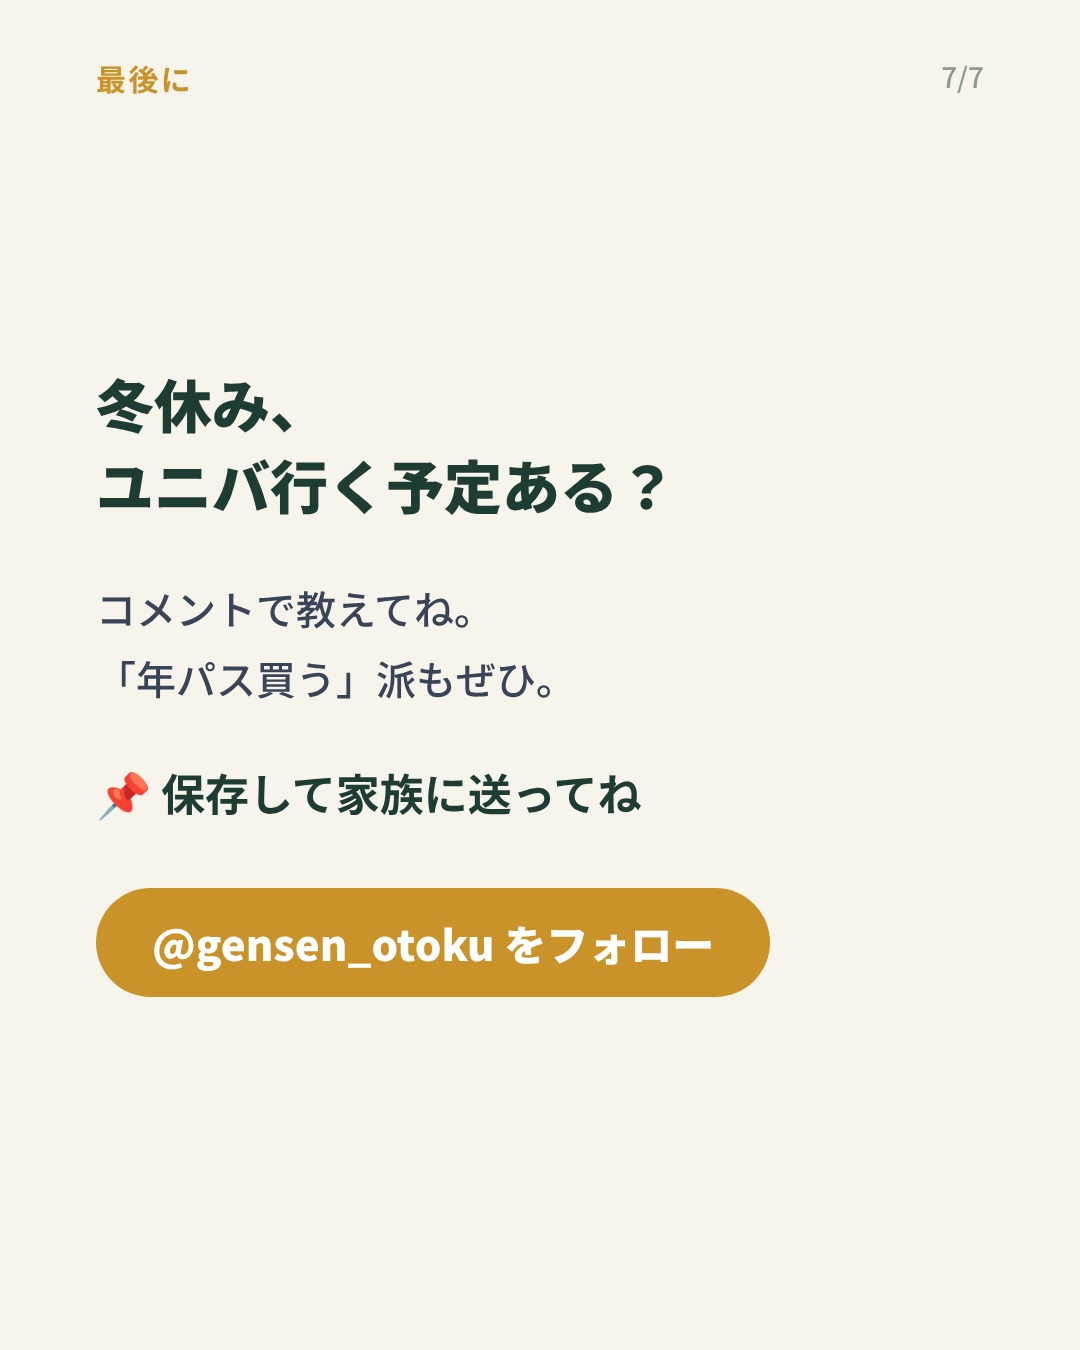 最後に
7/7
冬休み、
ユニバ行く予定ある？
コメントで教えてね。
「年パス買う」派もぜひ。
📌 保存して家族に送ってね
@gensen_otoku をフォロー